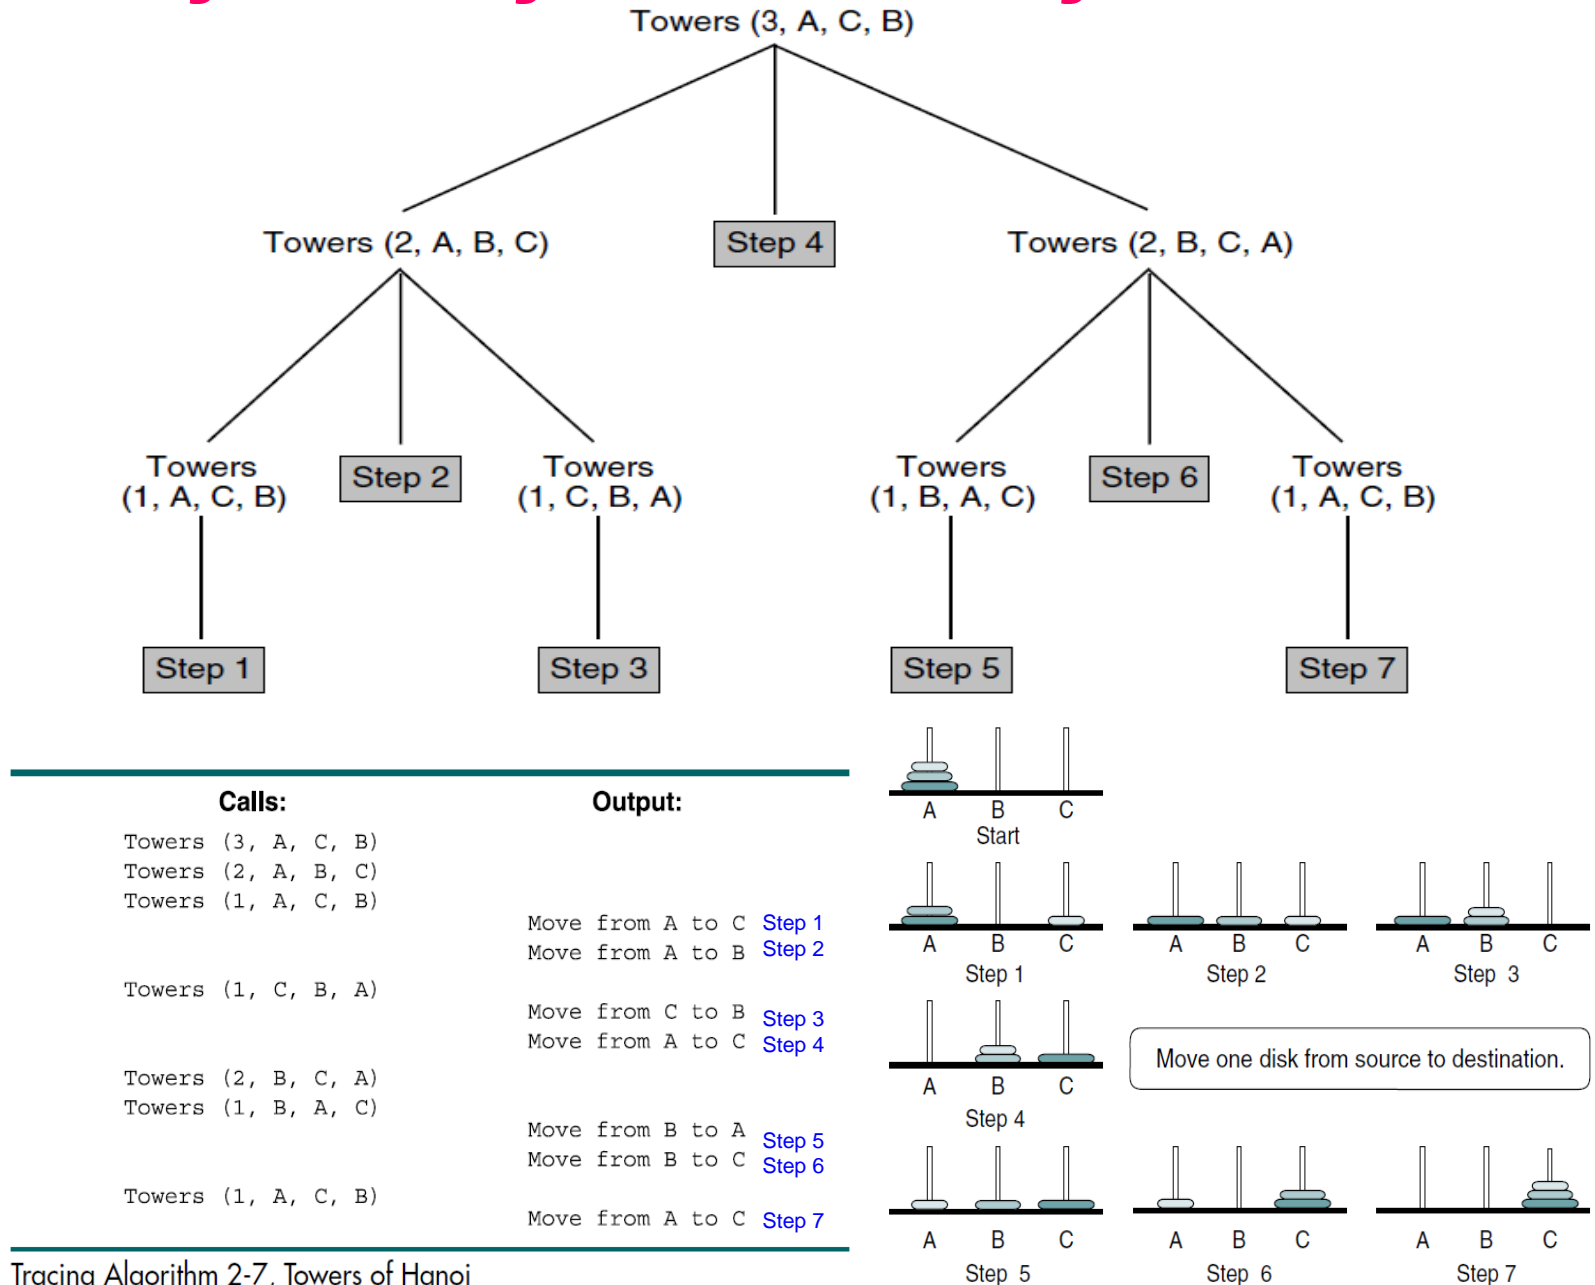 Towers (3, A, C, B)
Towers (2, A, B, C)
Step 4
Towers (2, B, C, A)
Towers
(1, A, C, B)
Step 2
Towers
(1, C, B, A)
Towers
(1, B, A, C)
Step 6
Towers
(1, A, C, B)
Step 1
Step 3
Step 5
Step 7
Calls: Output:
Towers (3, A, C, B)
Towers (2, A, B, C)
Towers (1, A, C, B)
Move from A to C Step 1
Move from A to B Step 2
Towers (1, C, B, A)
Move from C to B Step 3
Move from A to C Step 4
Towers (2, B, C, A)
Towers (1, B, A, C)
Move from B to A Step 5
Move from B to C Step 6
Towers (1, A, C, B)
Move from A to C Step 7
Tracing Algorithm 2-7, Towers of Hanoi
A B C
Start
A B C
Step 1
A B C
Step 2
A B C
Step 3
A B C
Step 4
Move one disk from source to destination.
A B C
Step 5
A B C
Step 6
A B C
Step 7